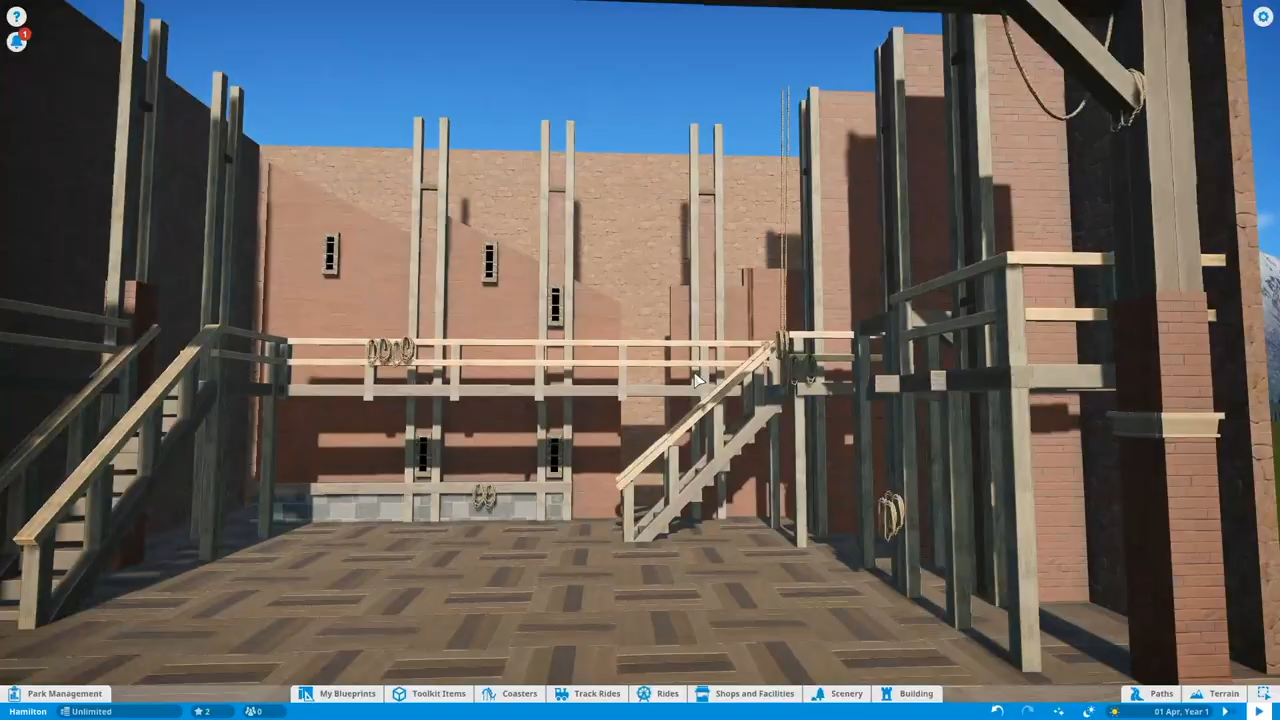 ?
1
Park Management
My Blueprints
Toolkit Items
Coasters
Track Rides
Rides
Shops and Facilities
Scenery
Building
Paths
Terrain
Hamilton
Unlimited
2
0
01 Apr, Year 1